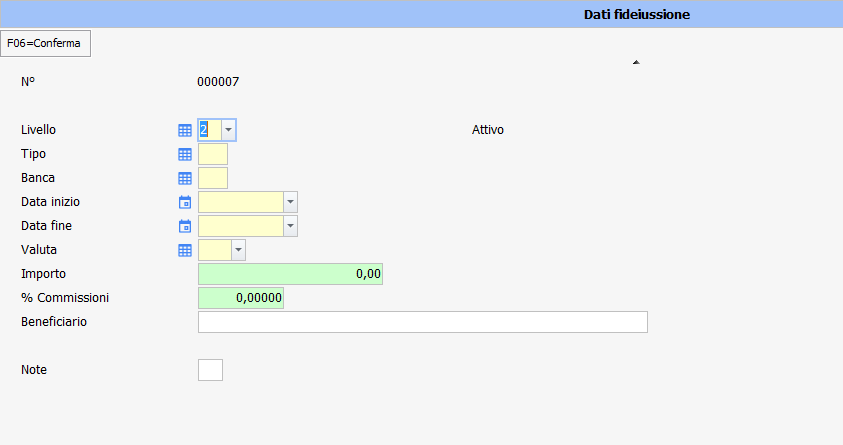 Dati fideiussione
F06=Conferma
N° 000007
Livello 2 Attivo
Tipo
Banca
Data inizio
Data fine
Valuta
Importo 0,00
% Commissioni 0,00000
Beneficiario
Note